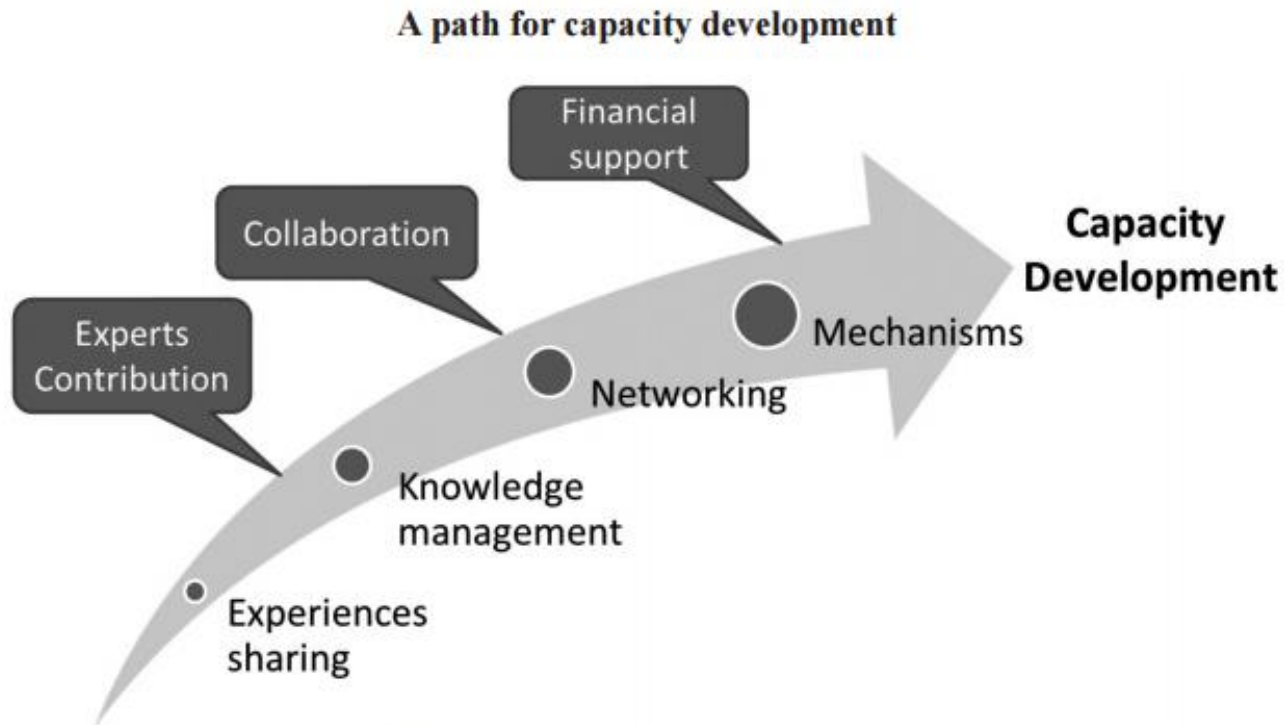 A path for capacity development
Financial
support
Collaboration
Experts
Contribution
Capacity
Development
Mechanisms
Networking
Knowledge
management
Experiences
sharing